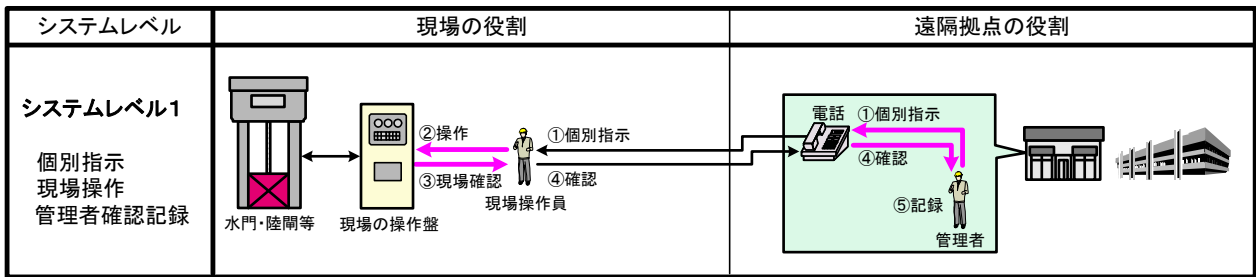 システムレベル
現場の役割
遠隔拠点の役割
システムレベル1
個別指示
現場操作
管理者確認記録
水門・陸閘等
現場の操作盤
②操作
③現場確認
現場操作員
①個別指示
④確認
電話
①個別指示
④確認
⑤記録
管理者